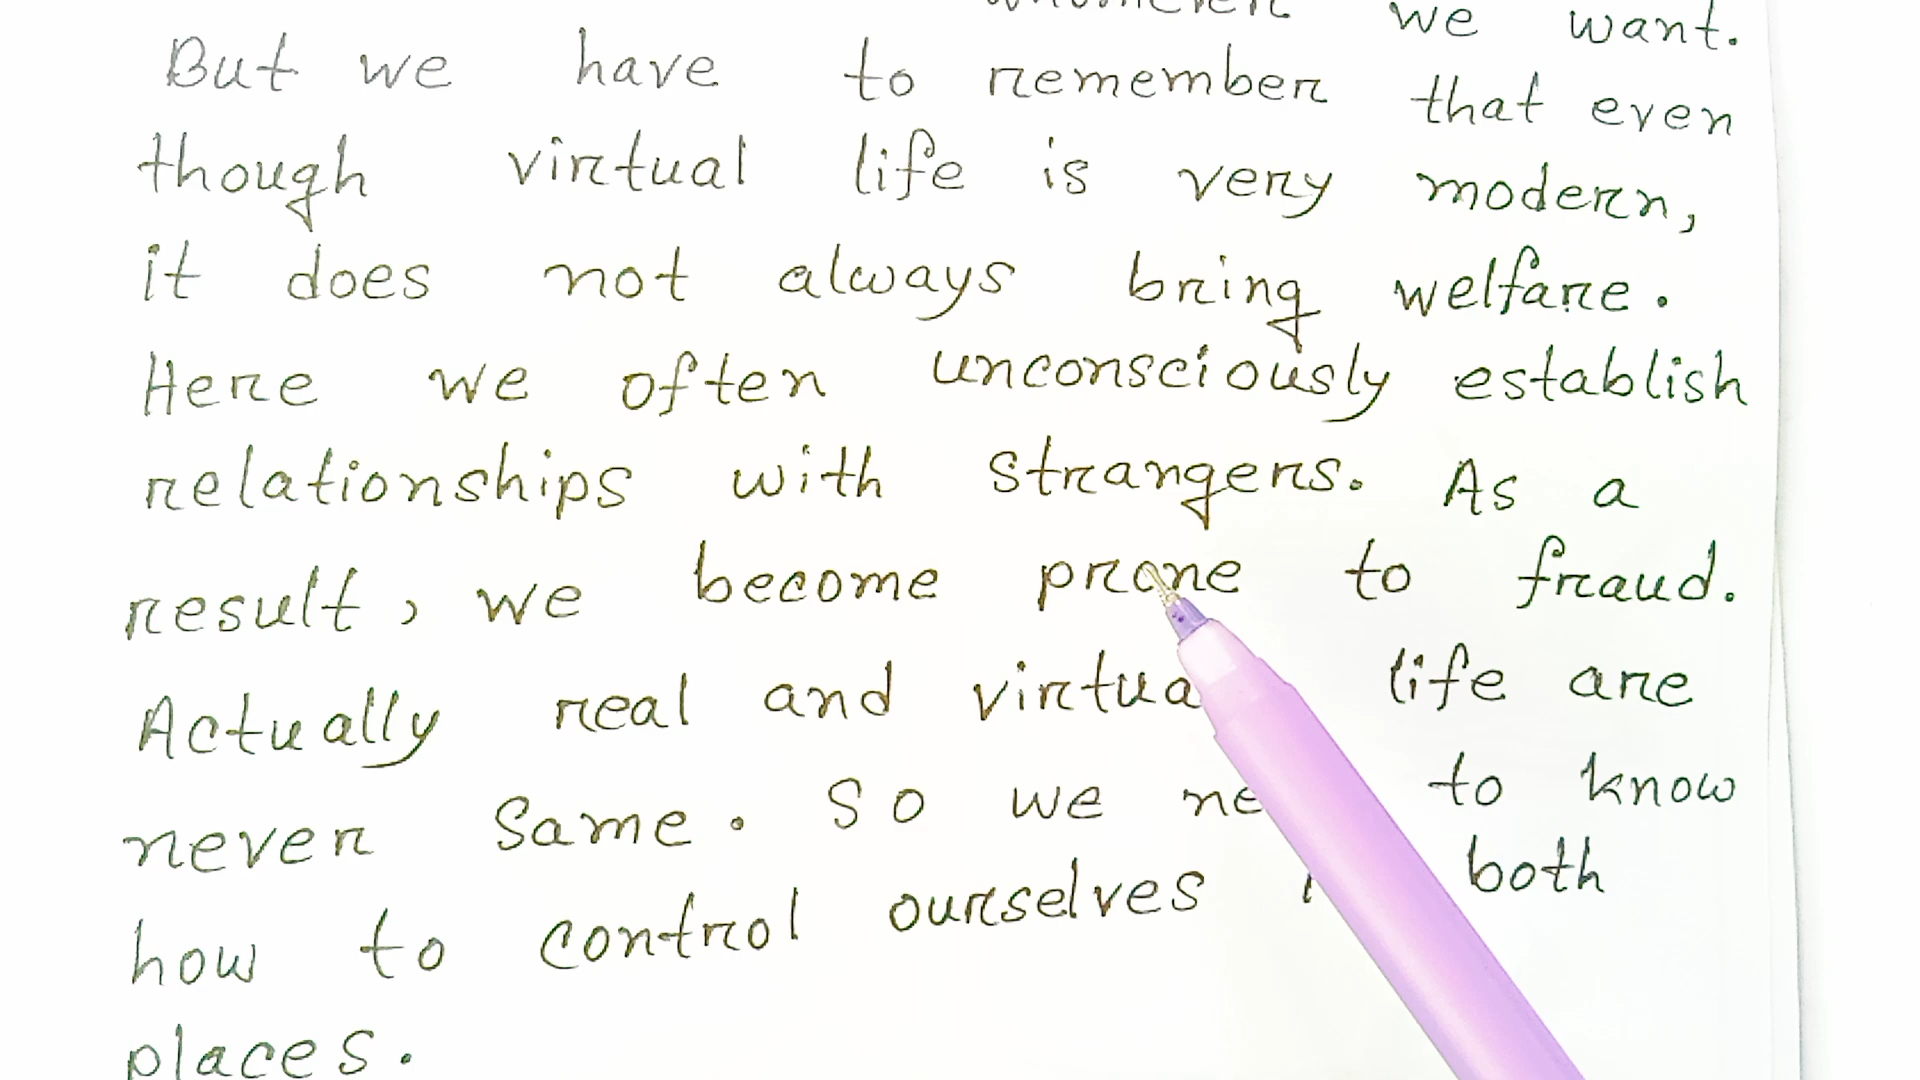 we want.
But we have to remember that even
though virtual life is very modern,
it does not always bring welfare.
Here we often unconsciously establish
relationships with strangers. As a
result, we become prone to fraud.
Actually real and life are
never same. So we to know
how to control ourselves both
places.